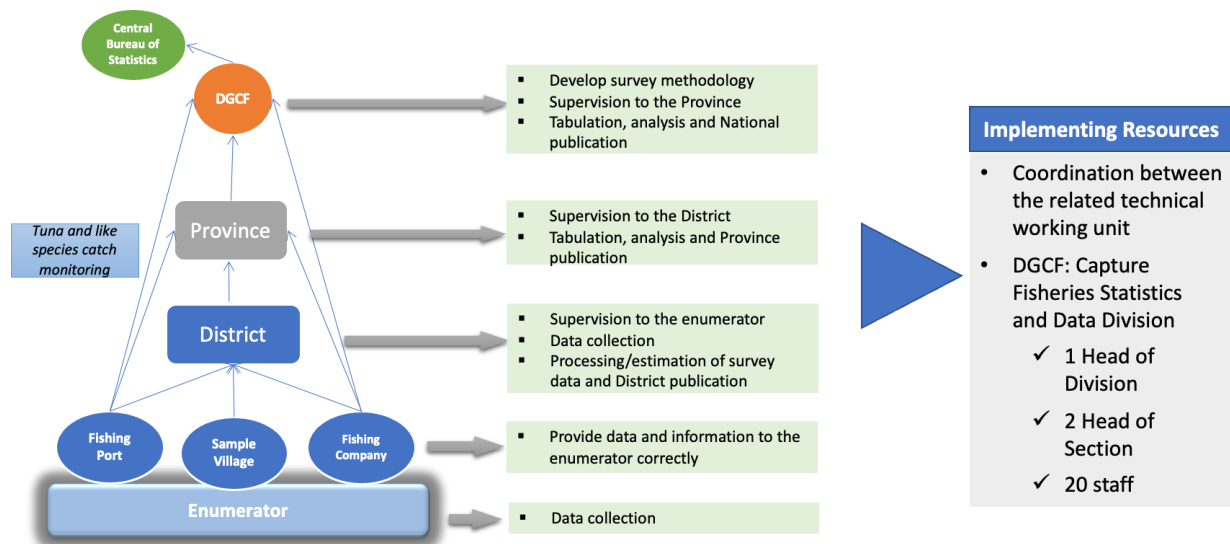 Central
Bureau of
Statistics
DGCF
▪ Develop survey methodology
▪ Supervision to the Province
▪ Tabulation, analysis and National
publication
Tuna and like
species catch
monitoring
Province
▪ Supervision to the District
▪ Tabulation, analysis and Province
publication
District
▪ Supervision to the enumerator
▪ Data collection
▪ Processing/estimation of survey
data and District publication
Fishing
Port
Sample
Village
Fishing
Company
▪ Provide data and information to the
enumerator correctly
Enumerator
▪ Data collection
Implementing Resources
• Coordination between
the related technical
working unit
• DGCF: Capture
Fisheries Statistics
and Data Division
✓ 1 Head of
Division
✓ 2 Head of
Section
✓ 20 staff